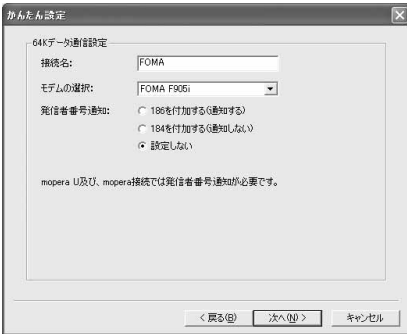 かんたん設定
64Kデータ通信設定
接続名: FOMA
モデムの選択: FOMA F905i
発信者番号通知: 186を付加する(通知する)
184を付加する(通知しない)
設定しない
mopera U及び、mopera接続では発信者番号通知が必要です。
< 戻る(B) 次へ(N) > キャンセル